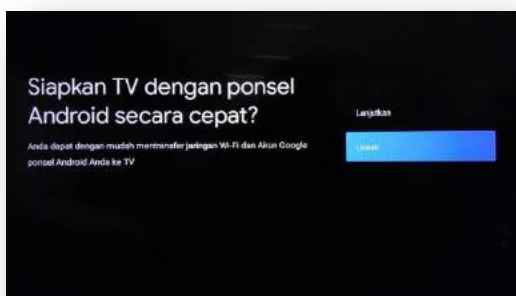 Siapkan TV dengan ponsel
Android secara cepat?
Anda dapat dengan mudah mentransfer jaringan Wi-Fi dan Akun Google
ponsel Android Anda ke TV
Lanjutkan
Lewati